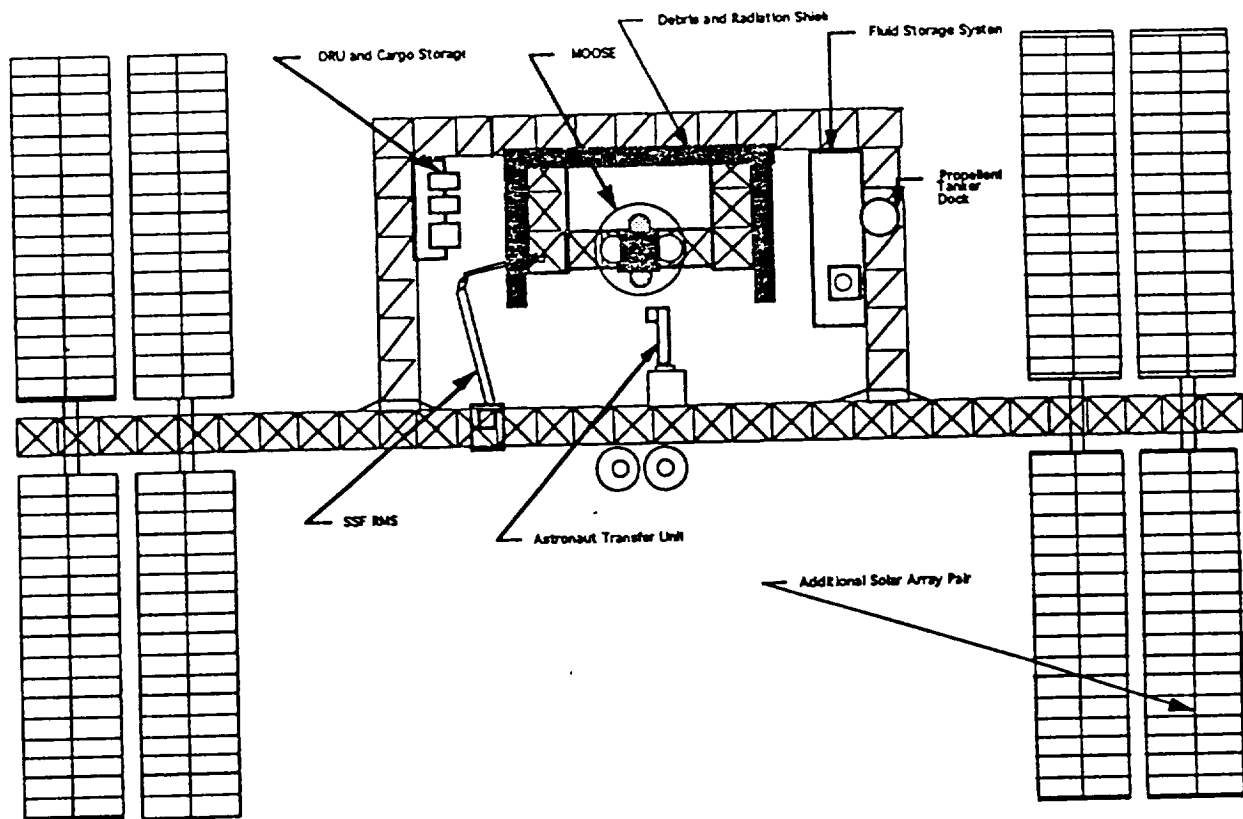 Debris and Radiation Shield
Fluid Storage System
ORU and Cargo Storage
MOOSE
Propellent
Tanker
Dock
SSF RMS
Astronaut Transfer Unit
Additional Solar Array Pair